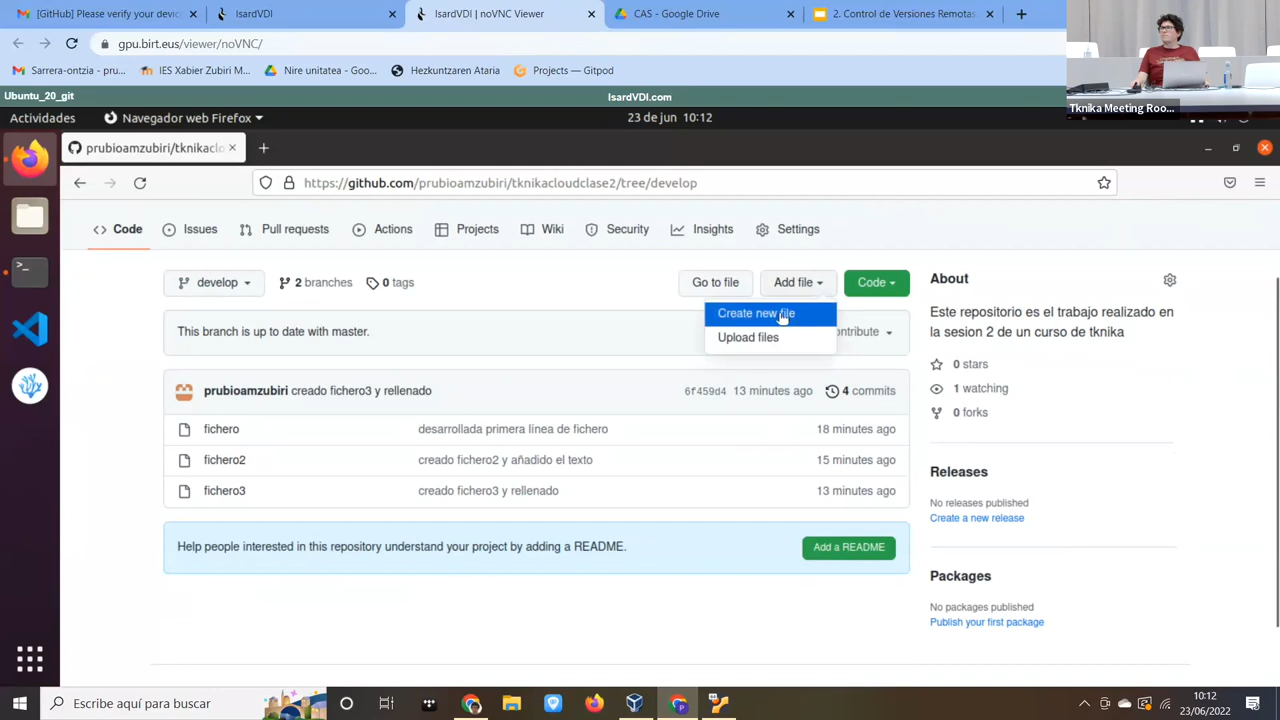 [GMP] Tienes permiso para e
IsardVDI
IsardVDI | noVNC Viewer
CAS - Google Drive
2. Control de Versiones Remotas
gpu.birt.eus/viewer/noVNC/
Sarrera-ontzia - pru...
IES Xabier Zubiri M...
Nire unitatea - Goo...
Hezkuntzaren Ataria
Projects — Gitpod
Tknika Meeting Roo...
Ubuntu_20_git
IsardVDI.com
Actividades
Navegador web Firefox
23 de jun 10:12
prubioamzubiri/tknikaclo
https://github.com/prubioamzubiri/tknikacloudclase2/tree/develop
Code
Issues
Pull requests
Actions
Projects
Wiki
Security
Insights
Settings
develop
2 branches
0 tags
Go to file
Add file
Code
Create new file
Upload files
This branch is up to date with master.
ontribute
prubioamzubiri creado fichero3 y rellenado
6f459d4 13 minutes ago
4 commits
fichero
desarrollada primera línea de fichero
18 minutes ago
fichero2
creado fichero2 y añadido el texto
15 minutes ago
fichero3
creado fichero3 y rellenado
13 minutes ago
Help people interested in this repository understand your project by adding a README.
Add a README
About
Este repositorio es el trabajo realizado en
la sesion 2 de un curso de tknika
0 stars
1 watching
0 forks
Releases
No releases published
Create a new release
Packages
No packages published
Publish your first package
Escribe aquí para buscar
10:12
23/06/2022